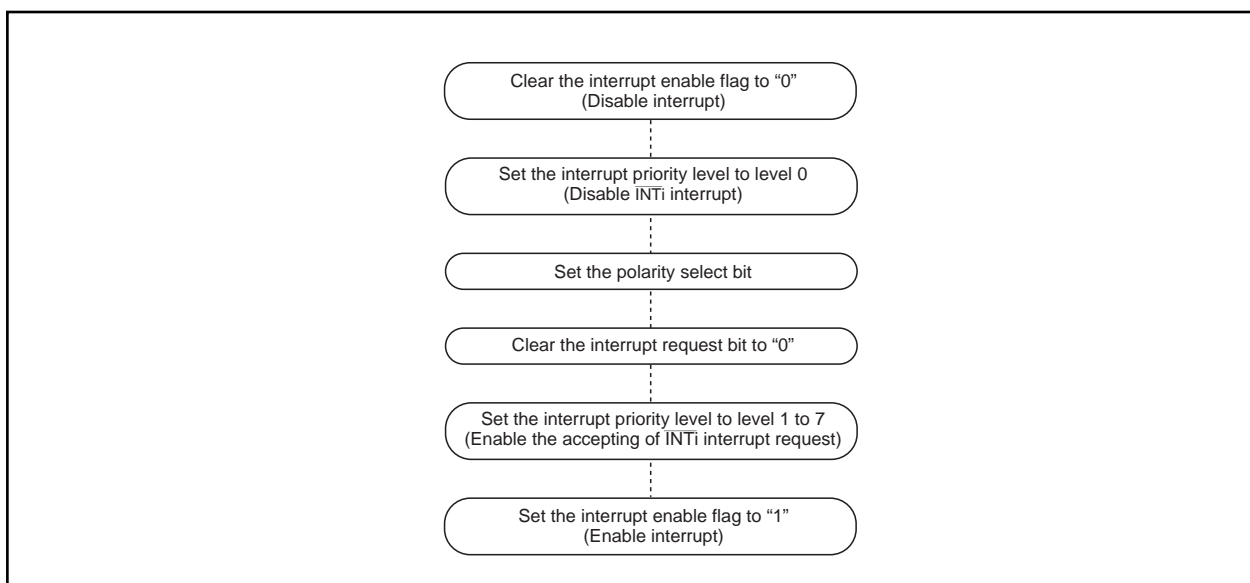 Clear the interrupt enable flag to “0”
(Disable interrupt)
Set the interrupt priority level to level 0
(Disable I̅N̅T̅i interrupt)
Set the polarity select bit
Clear the interrupt request bit to “0”
Set the interrupt priority level to level 1 to 7
(Enable the accepting of I̅N̅T̅i interrupt request)
Set the interrupt enable flag to “1”
(Enable interrupt)